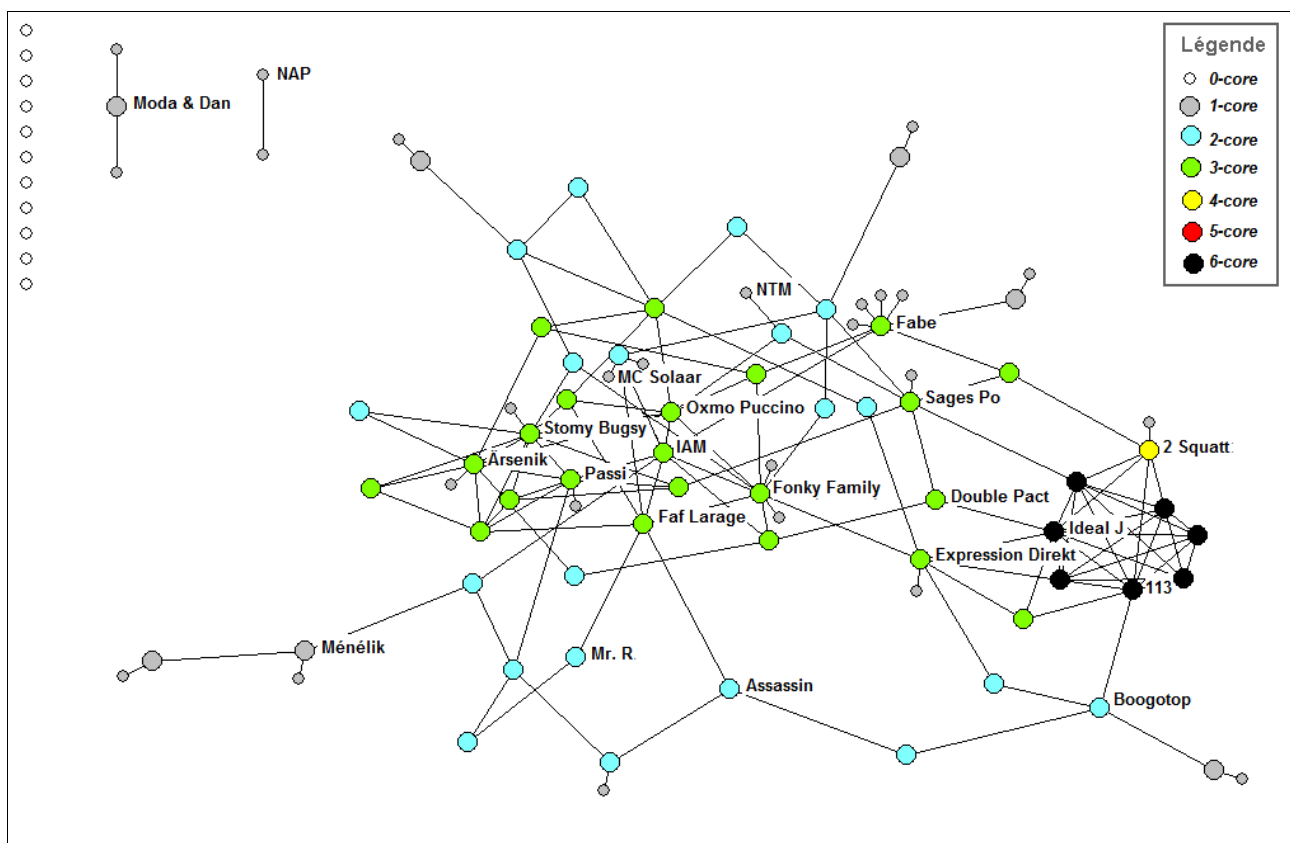 Légende
0-core
1-core
2-core
3-core
4-core
5-core
6-core
NAP
Moda & Dan
NTM
Fabe
MC Solaar
Oxmo Puccino
Sages Po
Stomy Bugsy
IAM
2 Squatt
Ärsenik
Passi
Fonky Family
Double Pact
Faf Larage
Ideal J
Expression Direkt
113
Ménélik
Mr. R
Assassin
Boogotop